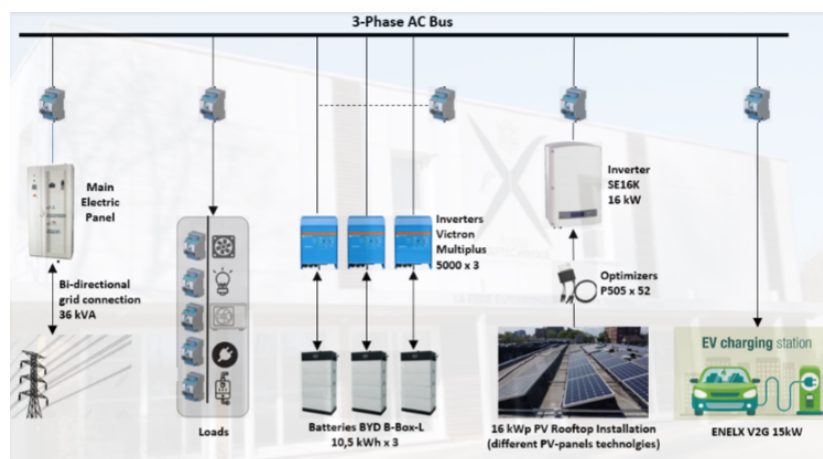 3-Phase AC Bus
Main
Electric
Panel
Bi-directional
grid connection
36 kVA
Loads
Inverters
Victron
Multiplus
5000 x 3
Batteries BYD B-Box-L
10,5 kWh x 3
Inverter
SE16K
16 kW
Optimizers
P505 x 52
16 kWp PV Rooftop Installation
(different PV-panels technolgies)
EV charging station
ENELX V2G 15kW